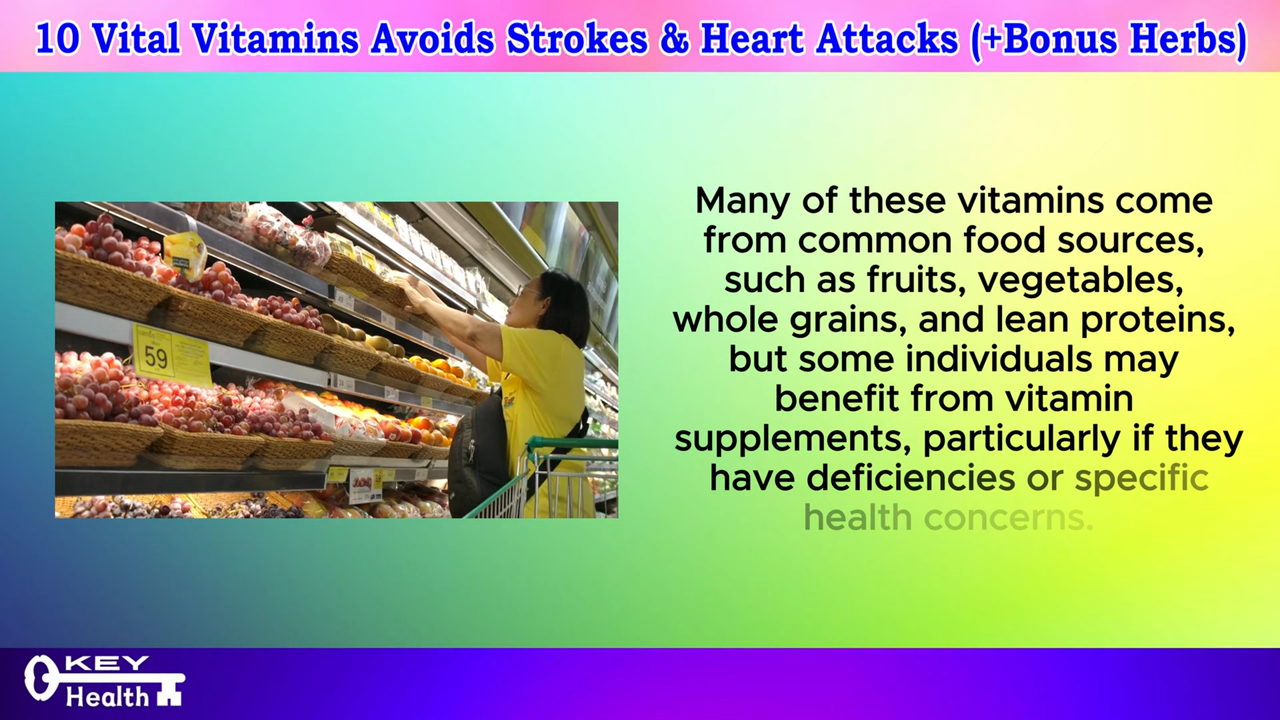 10 Vital Vitamins Avoids Strokes & Heart Attacks (+Bonus Herbs)
59
Many of these vitamins come
from common food sources,
such as fruits, vegetables,
whole grains, and lean proteins,
but some individuals may
benefit from vitamin
supplements, particularly if they
have deficiencies or specific
health concerns.
KEY
Health